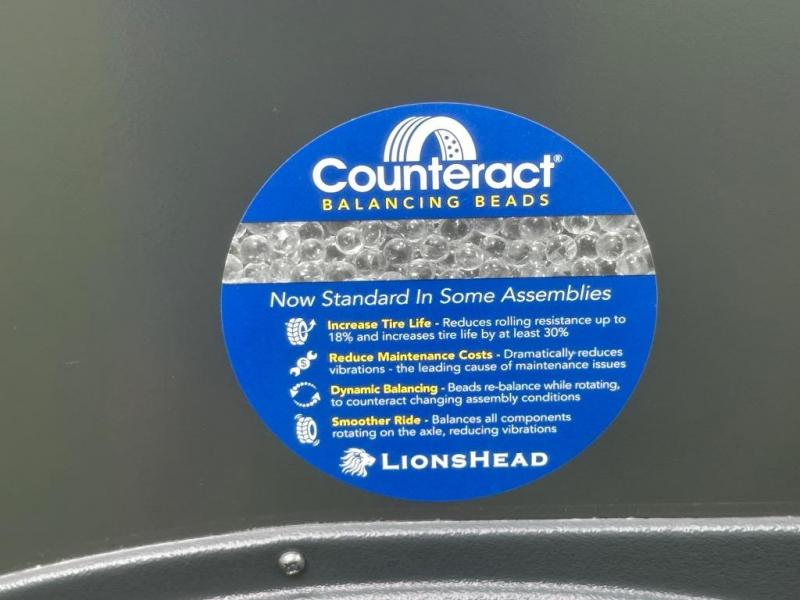 Counteract®
BALANCING BEADS
Now Standard In Some Assemblies
Increase Tire Life - Reduces rolling resistance up to
18% and increases tire life by at least 30%
Reduce Maintenance Costs - Dramatically reduces
vibrations - the leading cause of maintenance issues
Dynamic Balancing - Beads re-balance while rotating,
to counteract changing assembly conditions
Smoother Ride - Balances all components
rotating on the axle, reducing vibrations
LIONSHEAD